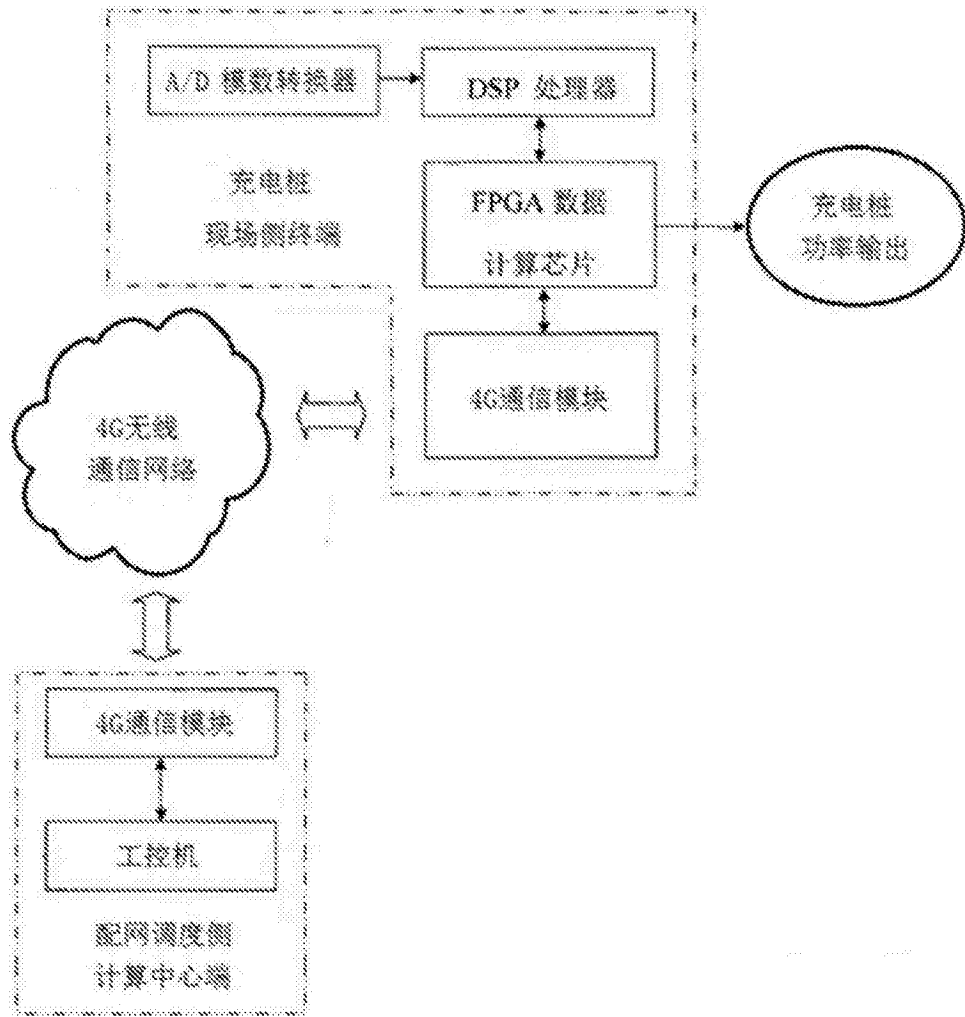 A/D 模数转换器
DSP 处理器
充电桩
现场侧终端
FPGA 数据
计算芯片
充电桩
功率输出
4G通信模块
4G无线
通信网络
4G通信模块
工控机
配网调度侧
计算中心端